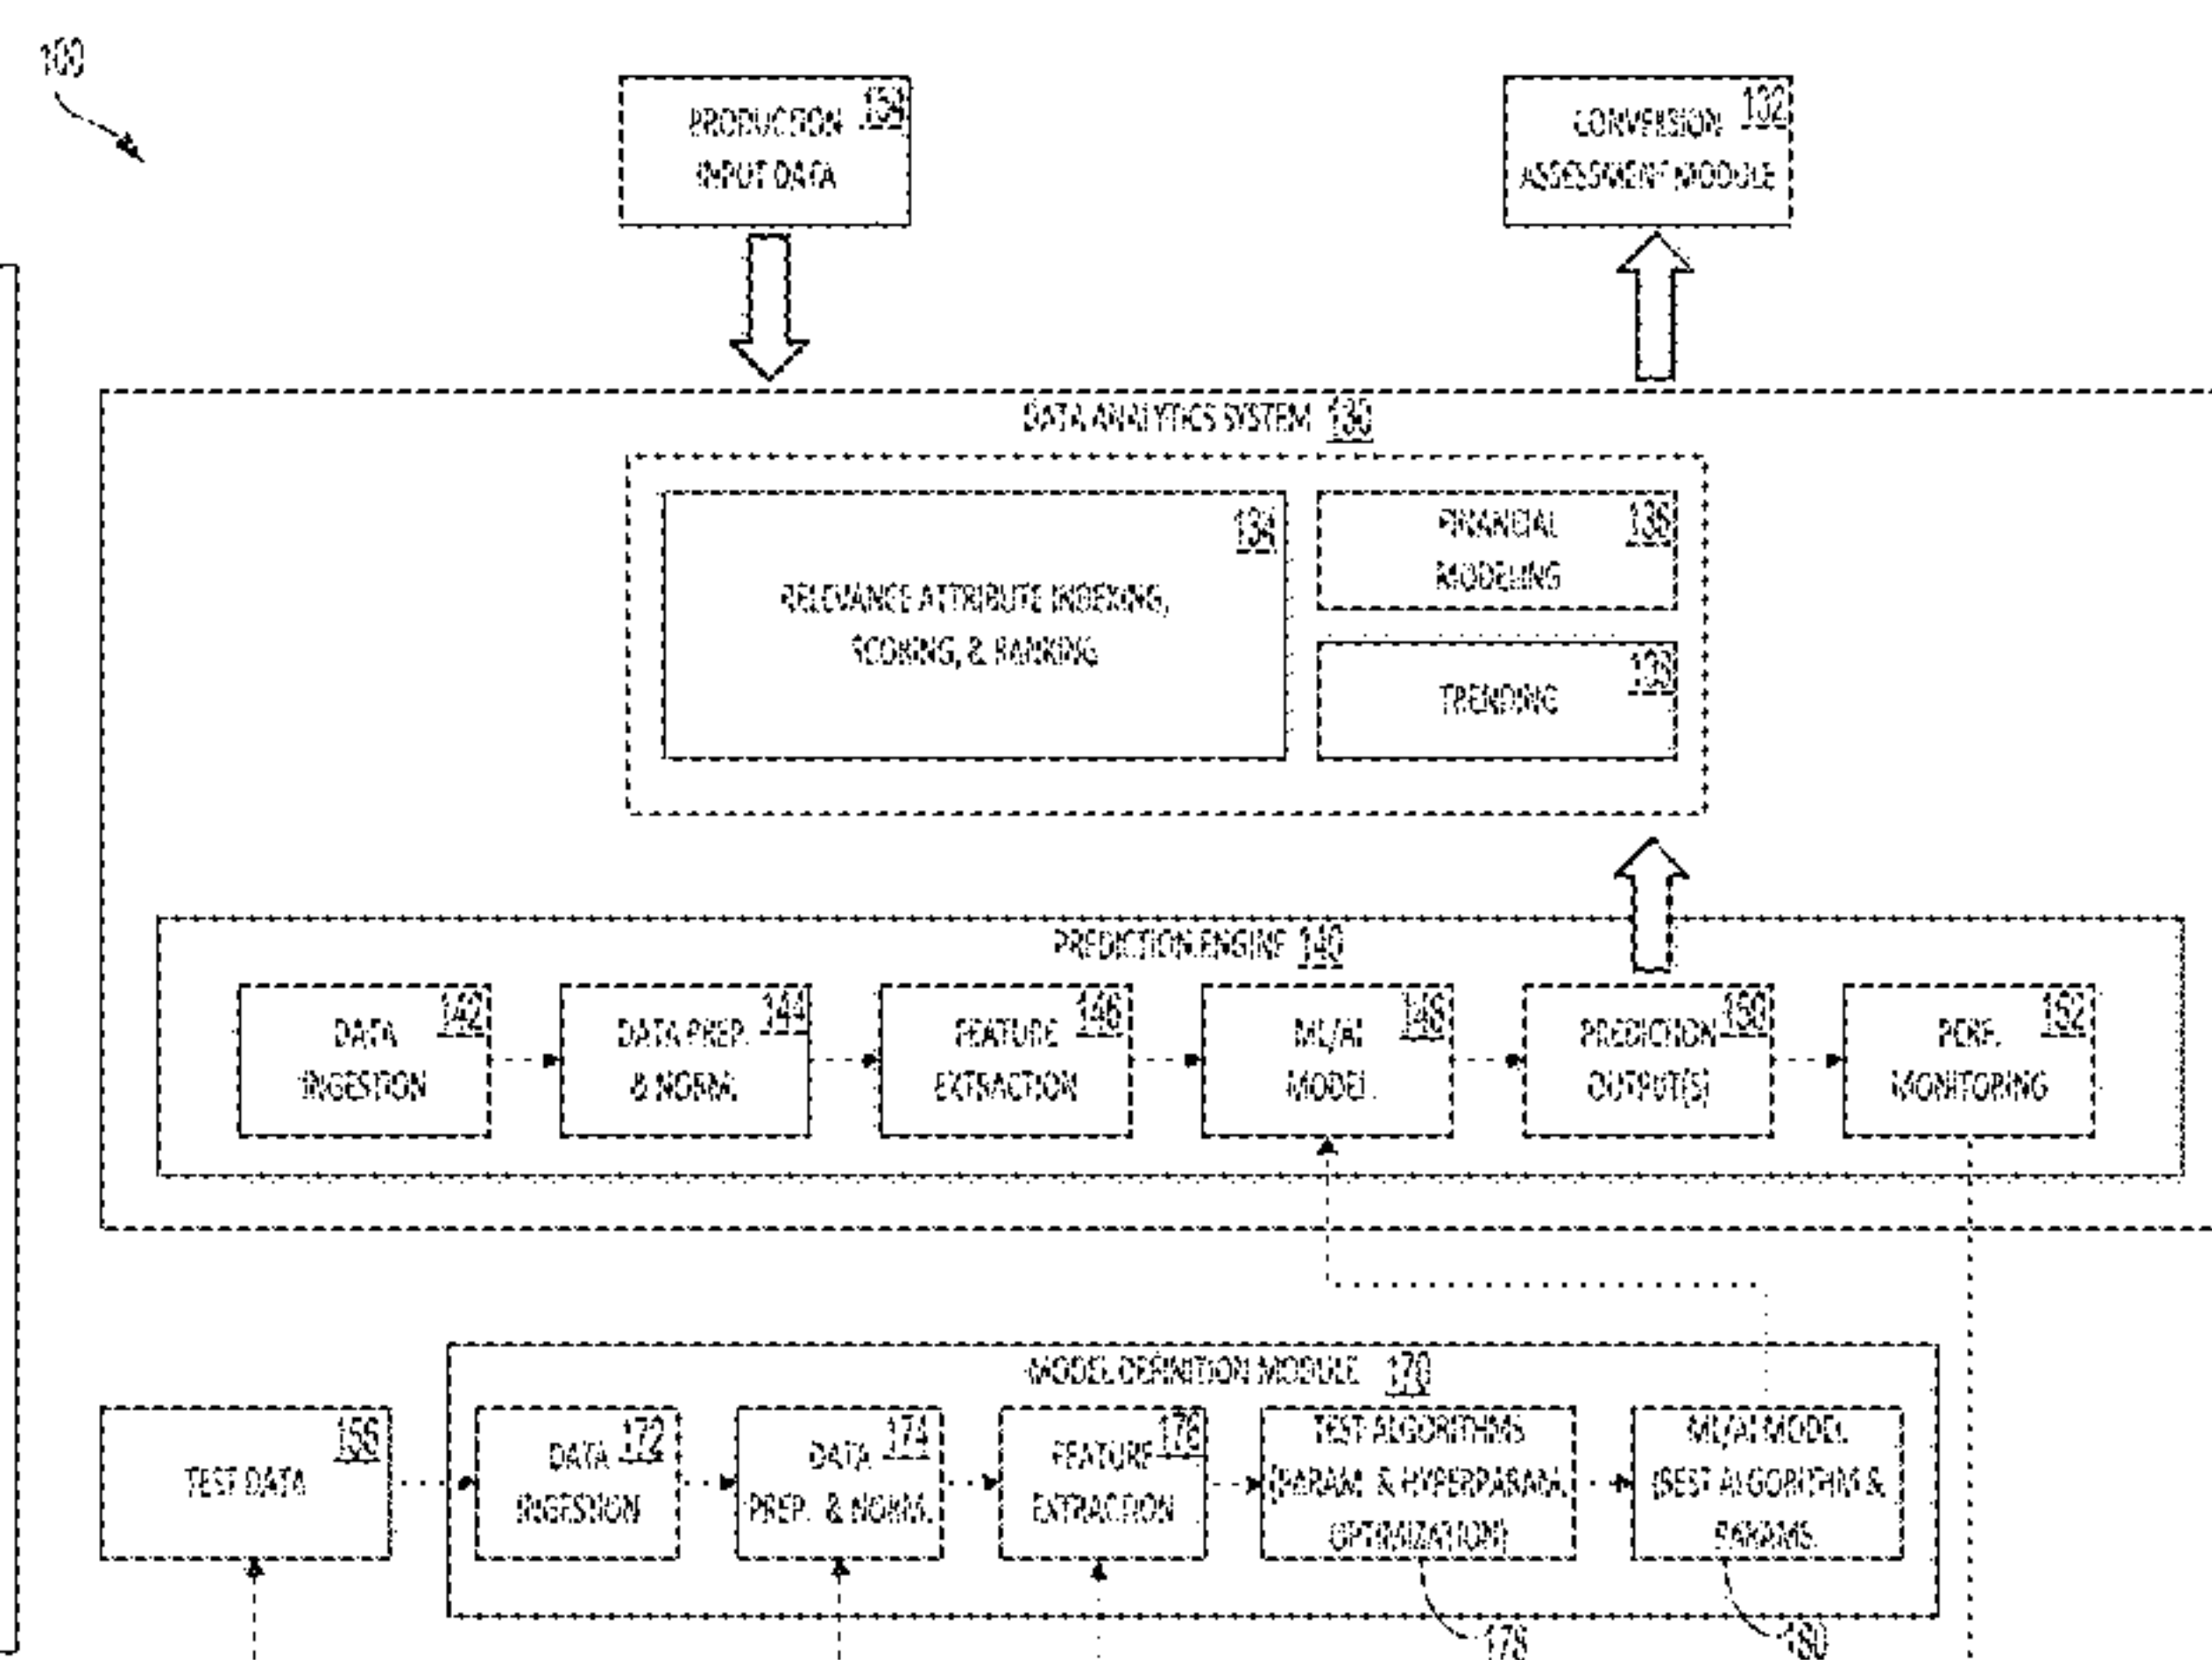 100
PRODUCTION 154
INPUT DATA
CONVERSION 132
ASSESSMENT MODULE
DATA ANALYTICS SYSTEM 130
134
RELEVANCE ATTRIBUTE INDEXING,
SCORING, & RANKING
FINANCIAL 136
MODELING
138
TRENDING
PREDICTION ENGINE 140
DATA 142
INGESTION
DATA PREP. 144
& NORM.
FEATURE 146
EXTRACTION
ML/AI 148
MODEL
PREDICTION 150
OUTPUT(S)
PERF. 152
MONITORING
MODEL DEFINITION MODULE 170
156
TEST DATA
DATA 172
INGESTION
DATA 174
PREP. & NORM.
FEATURE 176
EXTRACTION
TEST ALGORITHMS
(PARAM. & HYPERPARAM.
OPTIMIZATION)
ML/AI MODEL
(BEST ALGORITHM &
PARAMS.
178
180